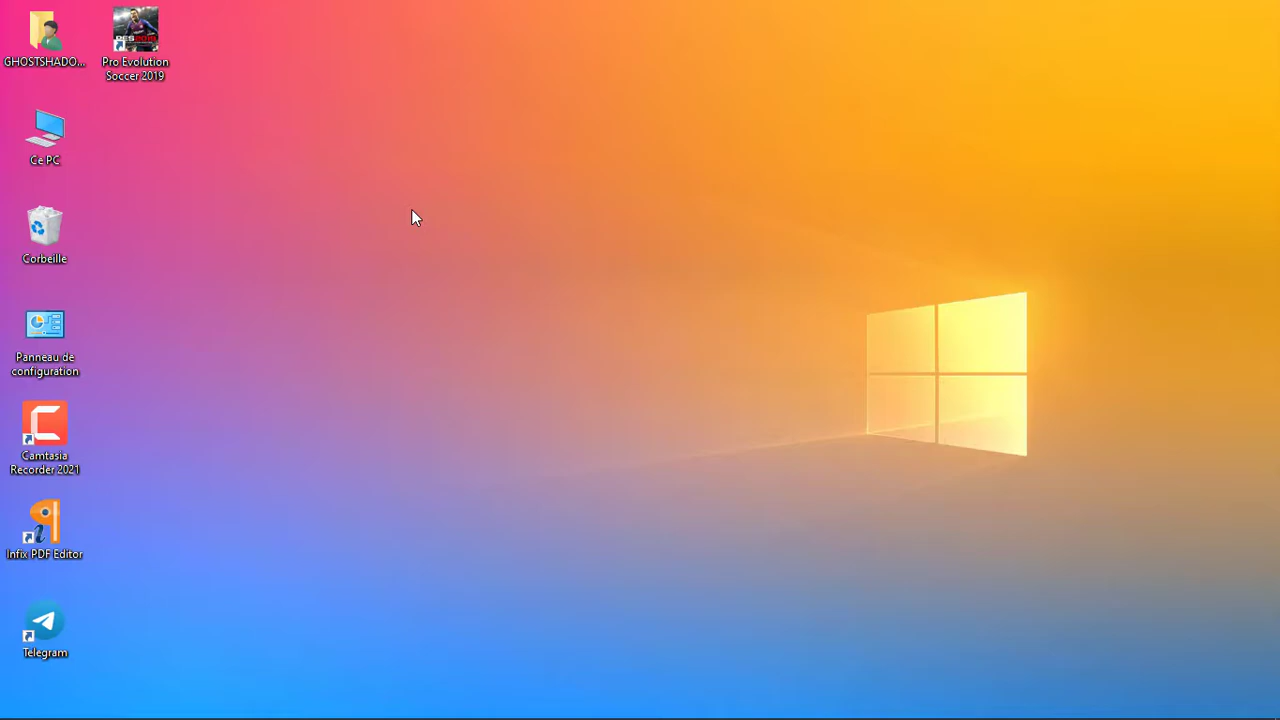 GHOSTSHADO...
Pro Evolution
Soccer 2019
Ce PC
Corbeille
Panneau de
configuration
Camtasia
Recorder 2021
Infix PDF Editor
Telegram